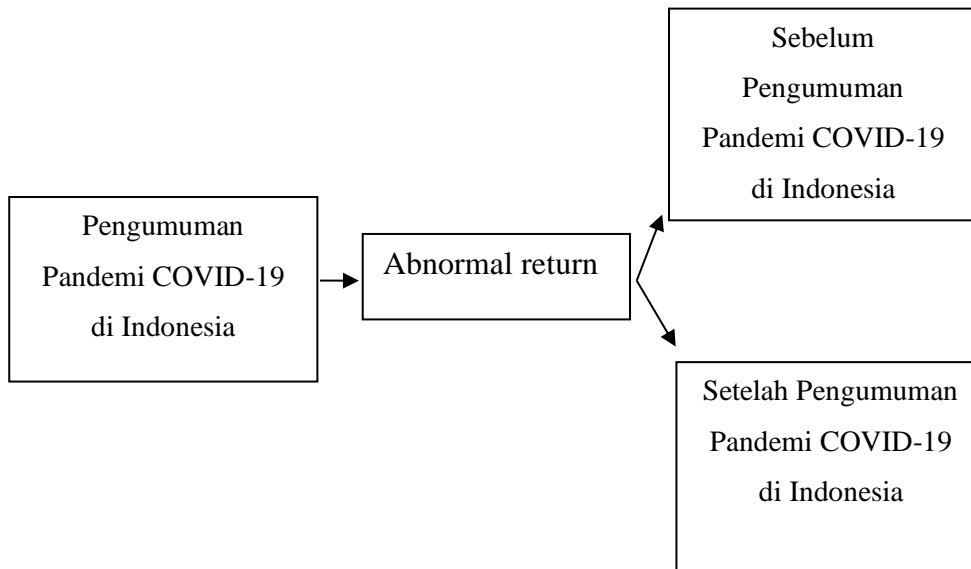 Pengumuman
Pandemi COVID-19
di Indonesia
Abnormal return
Sebelum
Pengumuman
Pandemi COVID-19
di Indonesia
Setelah Pengumuman
Pandemi COVID-19
di Indonesia